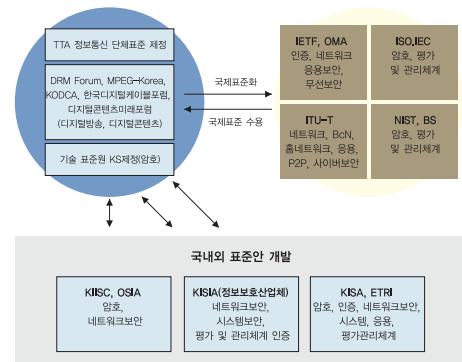 TTA 정보통신 단체표준 제정
DRM Forum, MPEG-Korea,
KODCA, 한국디지털케이블포럼,
디지털콘텐츠미래포럼
(디지털방송, 디지털콘텐츠)
기술 표준원 KS제정(암호)
국제표준화
국제표준 수용
IETF, OMA
인증, 네트워크
응용보안,
무선보안
ISO,IEC
암호, 평가
및 관리체계
ITU-T
네트워크, BcN,
홈네트워크, 응용,
P2P, 사이버보안
NIST, BS
암호, 평가
및 관리체계
국내외 표준안 개발
KIISC, OSIA
암호,
네트워크보안
KISIA(정보보호산업체)
네트워크보안,
시스템보안,
평가 및 관리체계 인증
KISA, ETRI
암호, 인증, 네트워크보안,
시스템, 응용,
평가관리체계